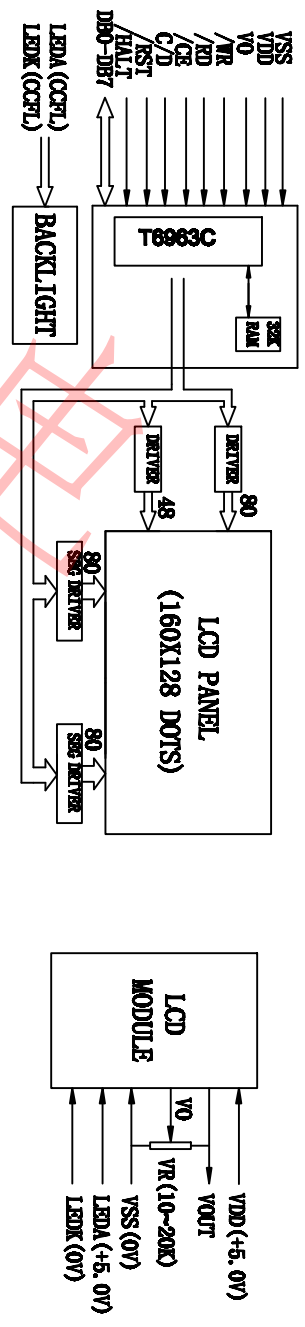 VSS
VDD
VO
/WR
/RD
/CE
C/D
/RST
/HALT
DB0-DB7
T6963C
32K
RAM
LEDA(CCFL)
LEDK(CCFL)
BACKLIGHT
DRIVER
80
DRIVER
48
LCD PANEL
(160X128 DOTS)
80
SEG DRIVER
80
SEG DRIVER
LCD
MODULE
VDD(+5.0V)
VOUT
VO
VR(10~20K)
VSS(0V)
LEDA(+5.0V)
LEDK(0V)